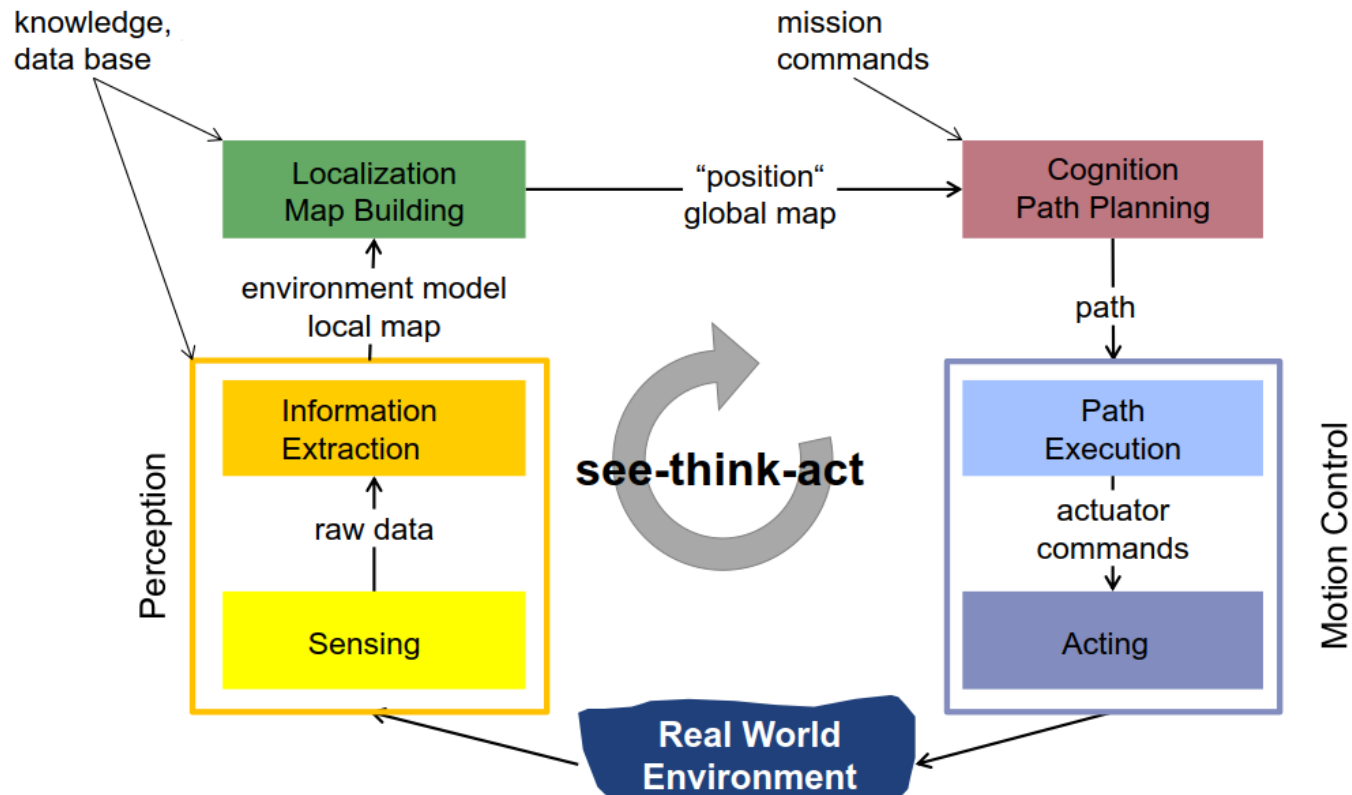 knowledge,
data base
mission
commands
Localization
Map Building
“position“
global map
Cognition
Path Planning
environment model
local map
path
Perception
Information
Extraction
raw data
Sensing
see-think-act
Path
Execution
actuator
commands
Acting
Motion Control
Real World
Environment